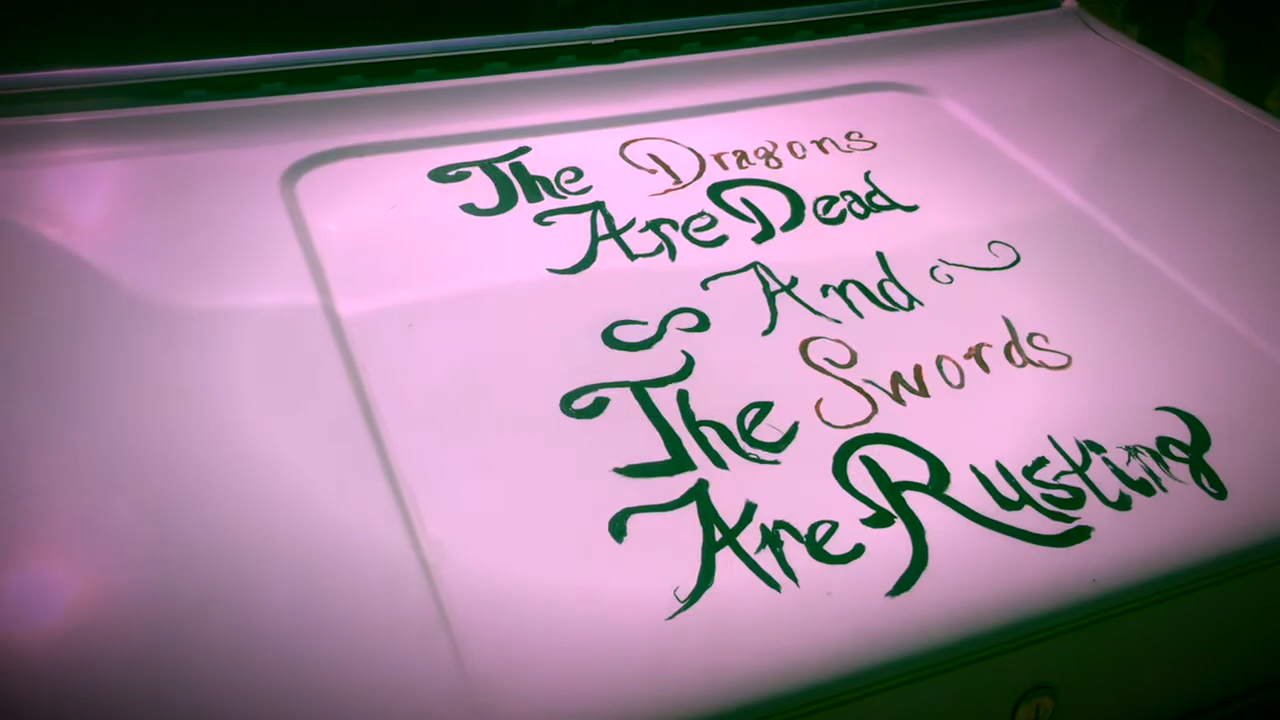 The Dragons
Are Dead
And
The Swords
Are Rusting